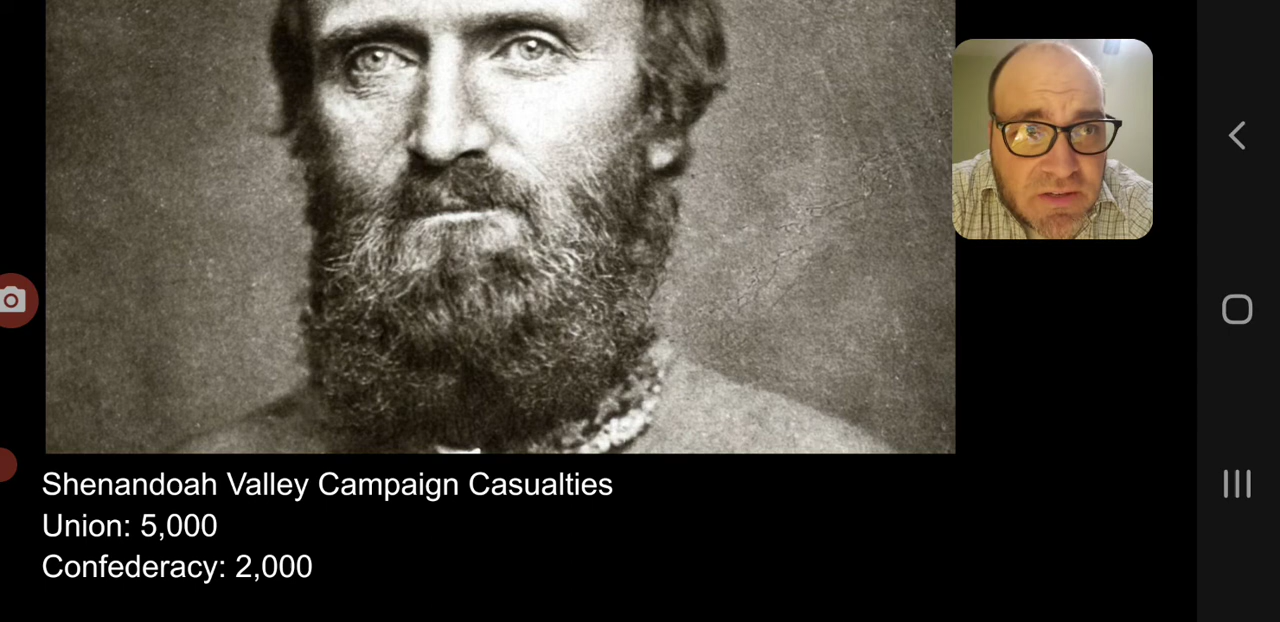 Shenandoah Valley Campaign Casualties
Union: 5,000
Confederacy: 2,000